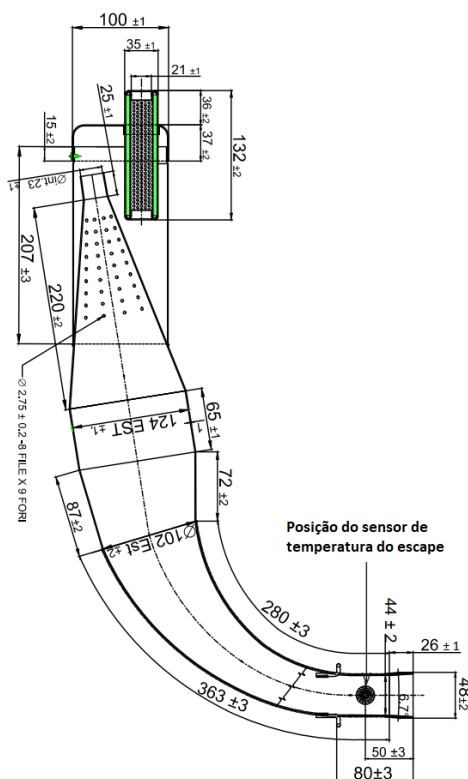 100 ±1
35 ±1
21 ±1
25 ±1
36 ±2
37 ±2
132 ±2
15 ±2
Øint.23 ±1
207 ±3
220 ±2
Ø 2,75 ± 0.2 -8 FILE X 9 FORI
65 ±1
124 EST ±1.
1
72 ±2
87 ±2
Ø102 Est ±2
Posição do sensor de
temperatura do escape
280 ±3
44 ± 2
26 ± 1
363 ±3
6.7°
48 ±2
50 ±3
80±3